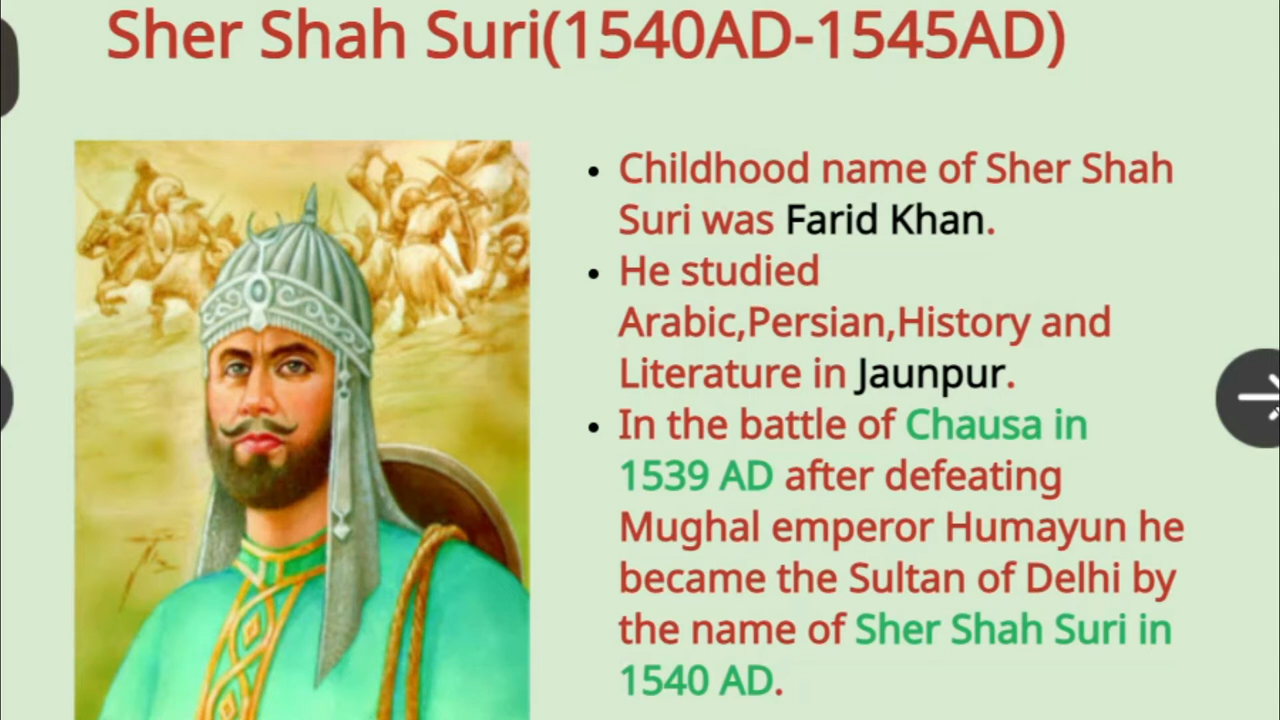 Sher Shah Suri(1540AD-1545AD)
• Childhood name of Sher Shah
Suri was Farid Khan.
• He studied
Arabic,Persian,History and
Literature in Jaunpur.
• In the battle of Chausa in
1539 AD after defeating
Mughal emperor Humayun he
became the Sultan of Delhi by
the name of Sher Shah Suri in
1540 AD.